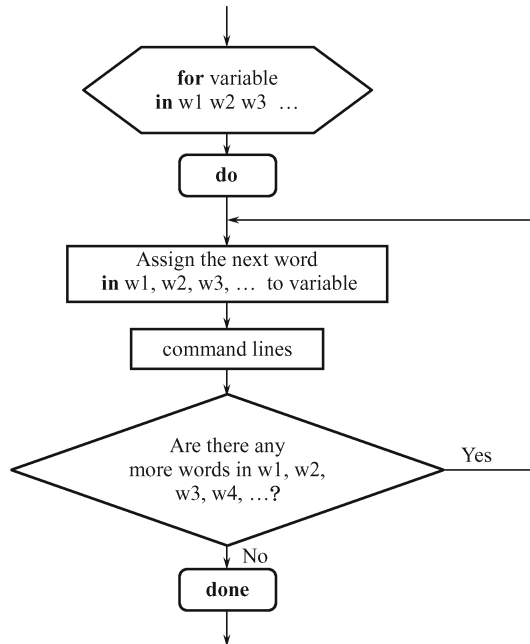 for variable
in w1 w2 w3 …
do
Assign the next word
in w1, w2, w3, … to variable
command lines
Are there any
more words in w1, w2,
w3, w4, …?
Yes
No
done